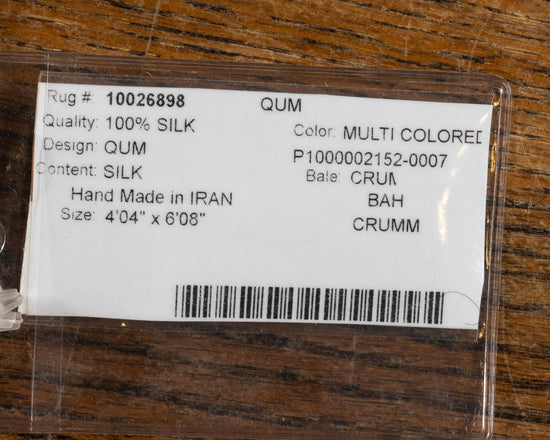 Rug # 10026898 QUM
Quality: 100% SILK Color: MULTI COLORED
Design: QUM P1000002152-0007
Content: SILK Bale: CRUM
Hand Made in IRAN BAH
Size: 4'04" x 6'08" CRUMM